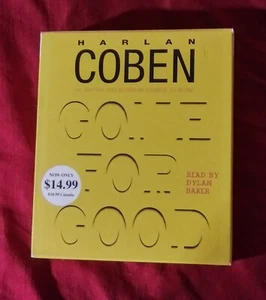 HARLAN
COBEN
GONE
FOR
GOOD
NOW ONLY
$14.99
READ BY
DYLAN
BAKER